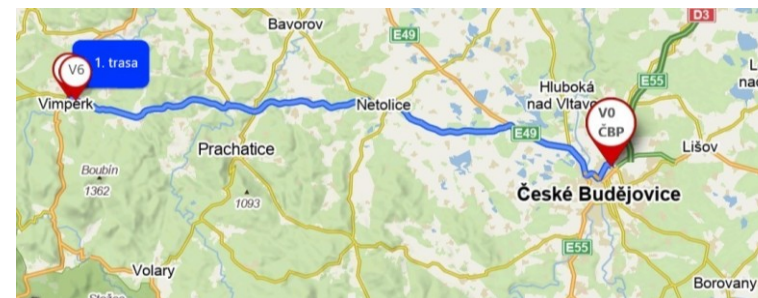 D3
Bavorov
E49
V6
1. trasa
E55
Hluboká
nad Vltavo
Vimperk
Netolice
V0
ČBP
E49
Lišov
Prachatice
Boubín
1362
České Budějovice
1093
E55
Volary
Borovany